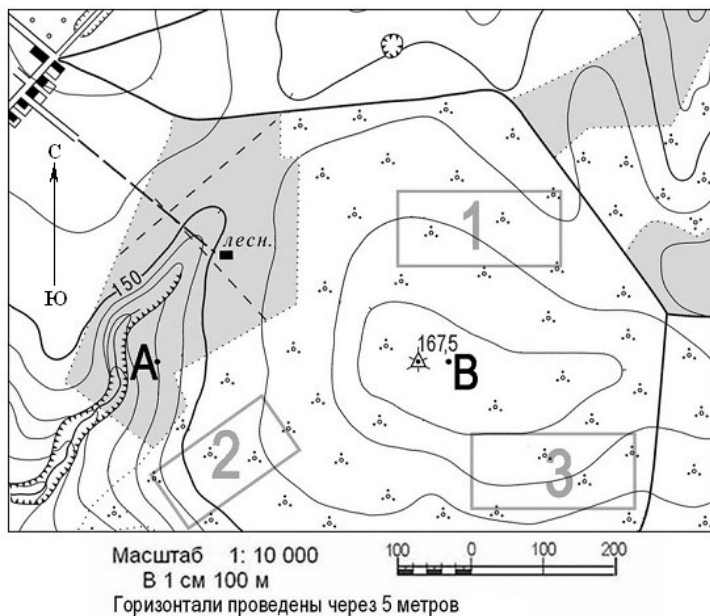 С
1
лесн.
Ю
150
167,5
А
В
2
3
Масштаб 1: 10 000
В 1 см 100 м
100 0 100 200
Горизонтали проведены через 5 метров